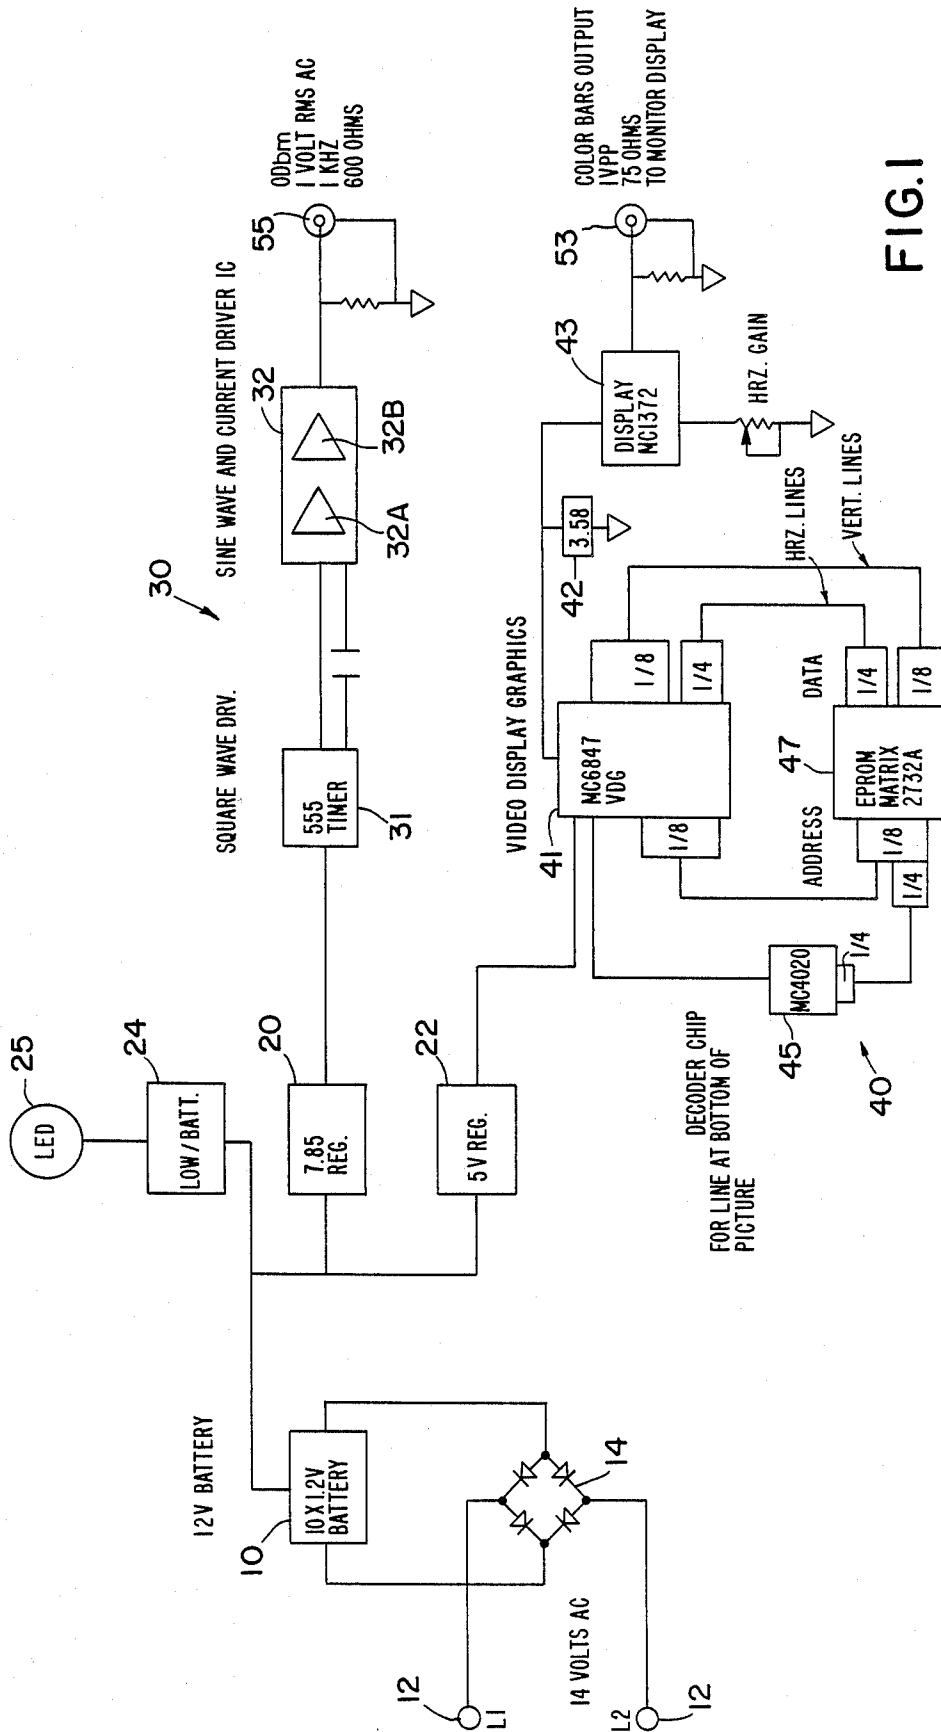 LED
25
LOW/BATT.
24
7.85
REG.
20
5V REG.
22
12V BATTERY
10 X 1.2V
BATTERY
10
14
14 VOLTS AC
12
L1
12
L2
30
SQUARE WAVE DRV.
555
TIMER
31
SINE WAVE AND CURRENT DRIVER IC
32
32A
32B
55
0Dbm
1 VOLT RMS AC
1 KHZ
600 OHMS
VIDEO DISPLAY GRAPHICS
41
MC6847
VDG
1/8
1/8
1/4
42
3.58
43
DISPLAY
MC1372
HRZ. GAIN
53
COLOR BARS OUTPUT
1VPP
75 OHMS
TO MONITOR DISPLAY
HRZ. LINES
VERT. LINES
DATA
1/4
1/8
ADDRESS
47
EPROM
MATRIX
2732A
1/8
1/4
MC4020
1/4
45
40
DECODER CHIP
FOR LINE AT BOTTOM OF
PICTURE
FIG.1